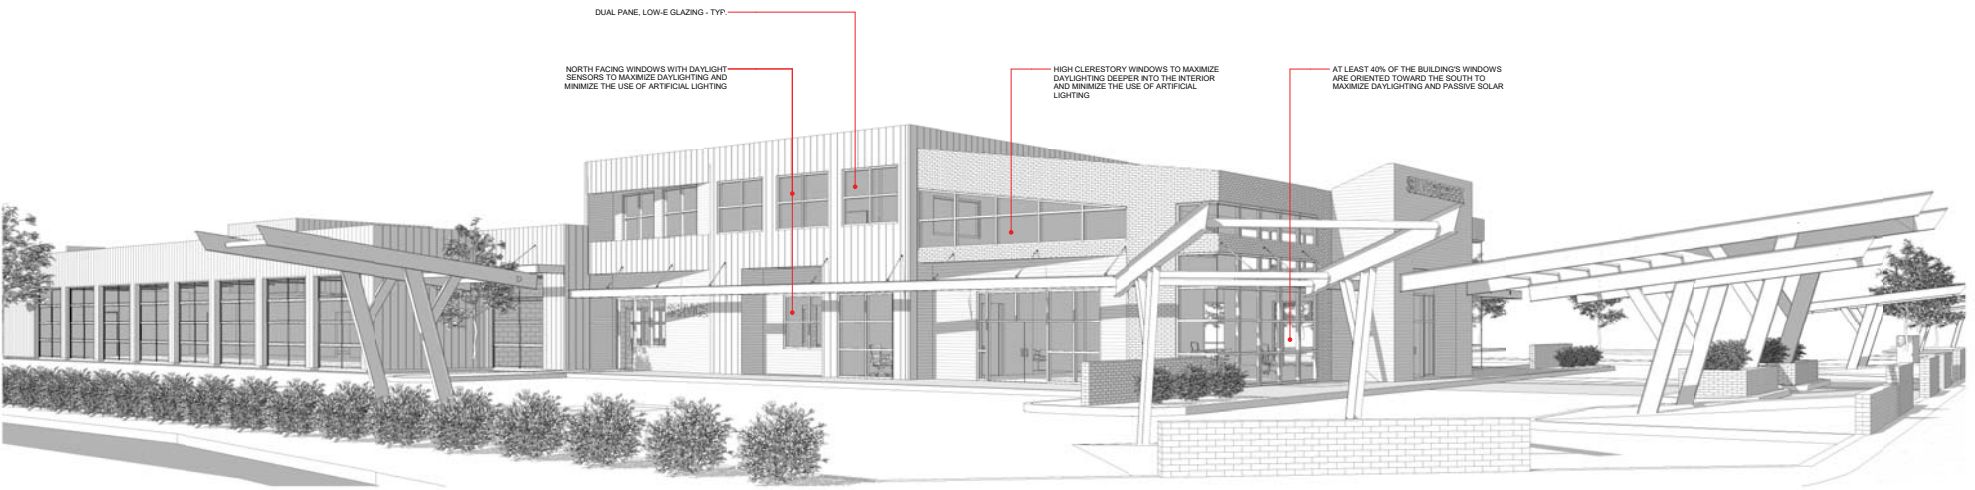 DUAL PANE, LOW-E GLAZING - TYP.
NORTH FACING WINDOWS WITH DAYLIGHT
SENSORS TO MAXIMIZE DAYLIGHTING AND
MINIMIZE THE USE OF ARTIFICIAL LIGHTING
HIGH CLERESTORY WINDOWS TO MAXIMIZE
DAYLIGHTING DEEPER INTO THE INTERIOR
AND MINIMIZE THE USE OF ARTIFICIAL
LIGHTING
AT LEAST 40% OF THE BUILDING'S WINDOWS
ARE ORIENTED TOWARD THE SOUTH TO
MAXIMIZE DAYLIGHTING AND PASSIVE SOLAR